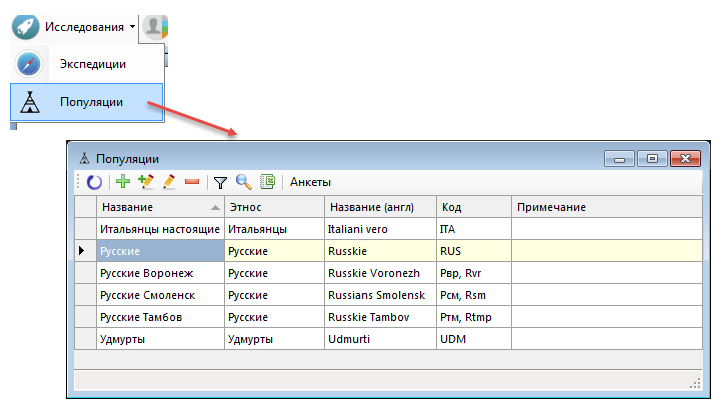 Исследования
Экспедиции
Популяции
Популяции
Анкеты
Название Этнос Название (англ) Код Примечание
Итальянцы настоящие Итальянцы Italiani vero ITA
Русские Русские Russkie RUS
Русские Воронеж Русские Russkie Voronezh Рвр, Rvr
Русские Смоленск Русские Russians Smolensk Рсм, Rsm
Русские Тамбов Русские Russkie Tambov Ртм, Rtmp
Удмурты Удмурты Udmurti UDM